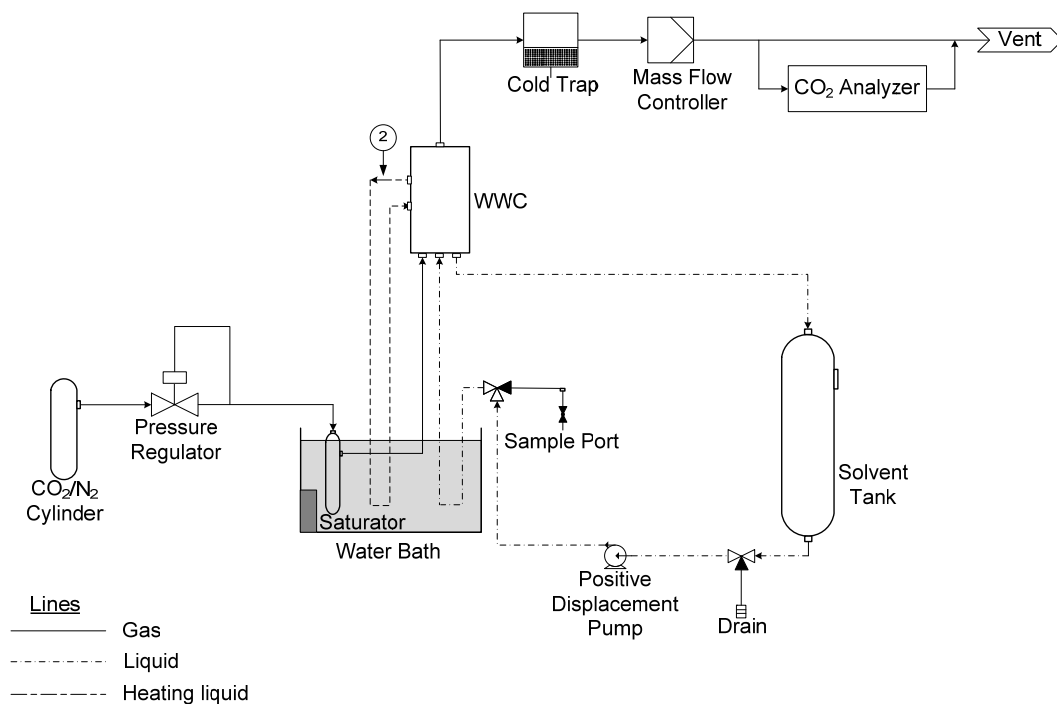 Vent
Cold Trap
Mass Flow
Controller
CO₂ Analyzer
2
WWC
Pressure
Regulator
Sample Port
CO₂/N₂
Cylinder
Saturator
Water Bath
Solvent
Tank
Positive
Displacement
Pump
Drain
Lines
Gas
Liquid
Heating liquid